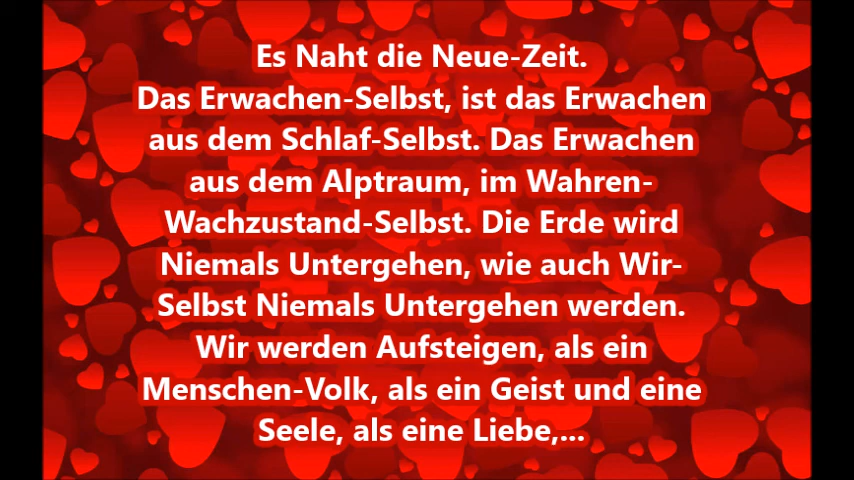 Es Naht die Neue-Zeit.
Das Erwachen-Selbst, ist das Erwachen
aus dem Schlaf-Selbst. Das Erwachen
aus dem Alptraum, im Wahren-
Wachzustand-Selbst. Die Erde wird
Niemals Untergehen, wie auch Wir-
Selbst Niemals Untergehen werden.
Wir werden Aufsteigen, als ein
Menschen-Volk, als ein Geist und eine
Seele, als eine Liebe,...